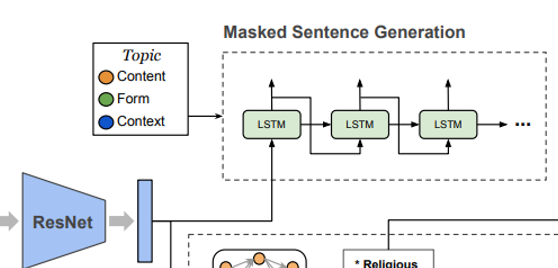 Masked Sentence Generation
Topic
Content
Form
Context
LSTM LSTM LSTM ...
ResNet
* Religious